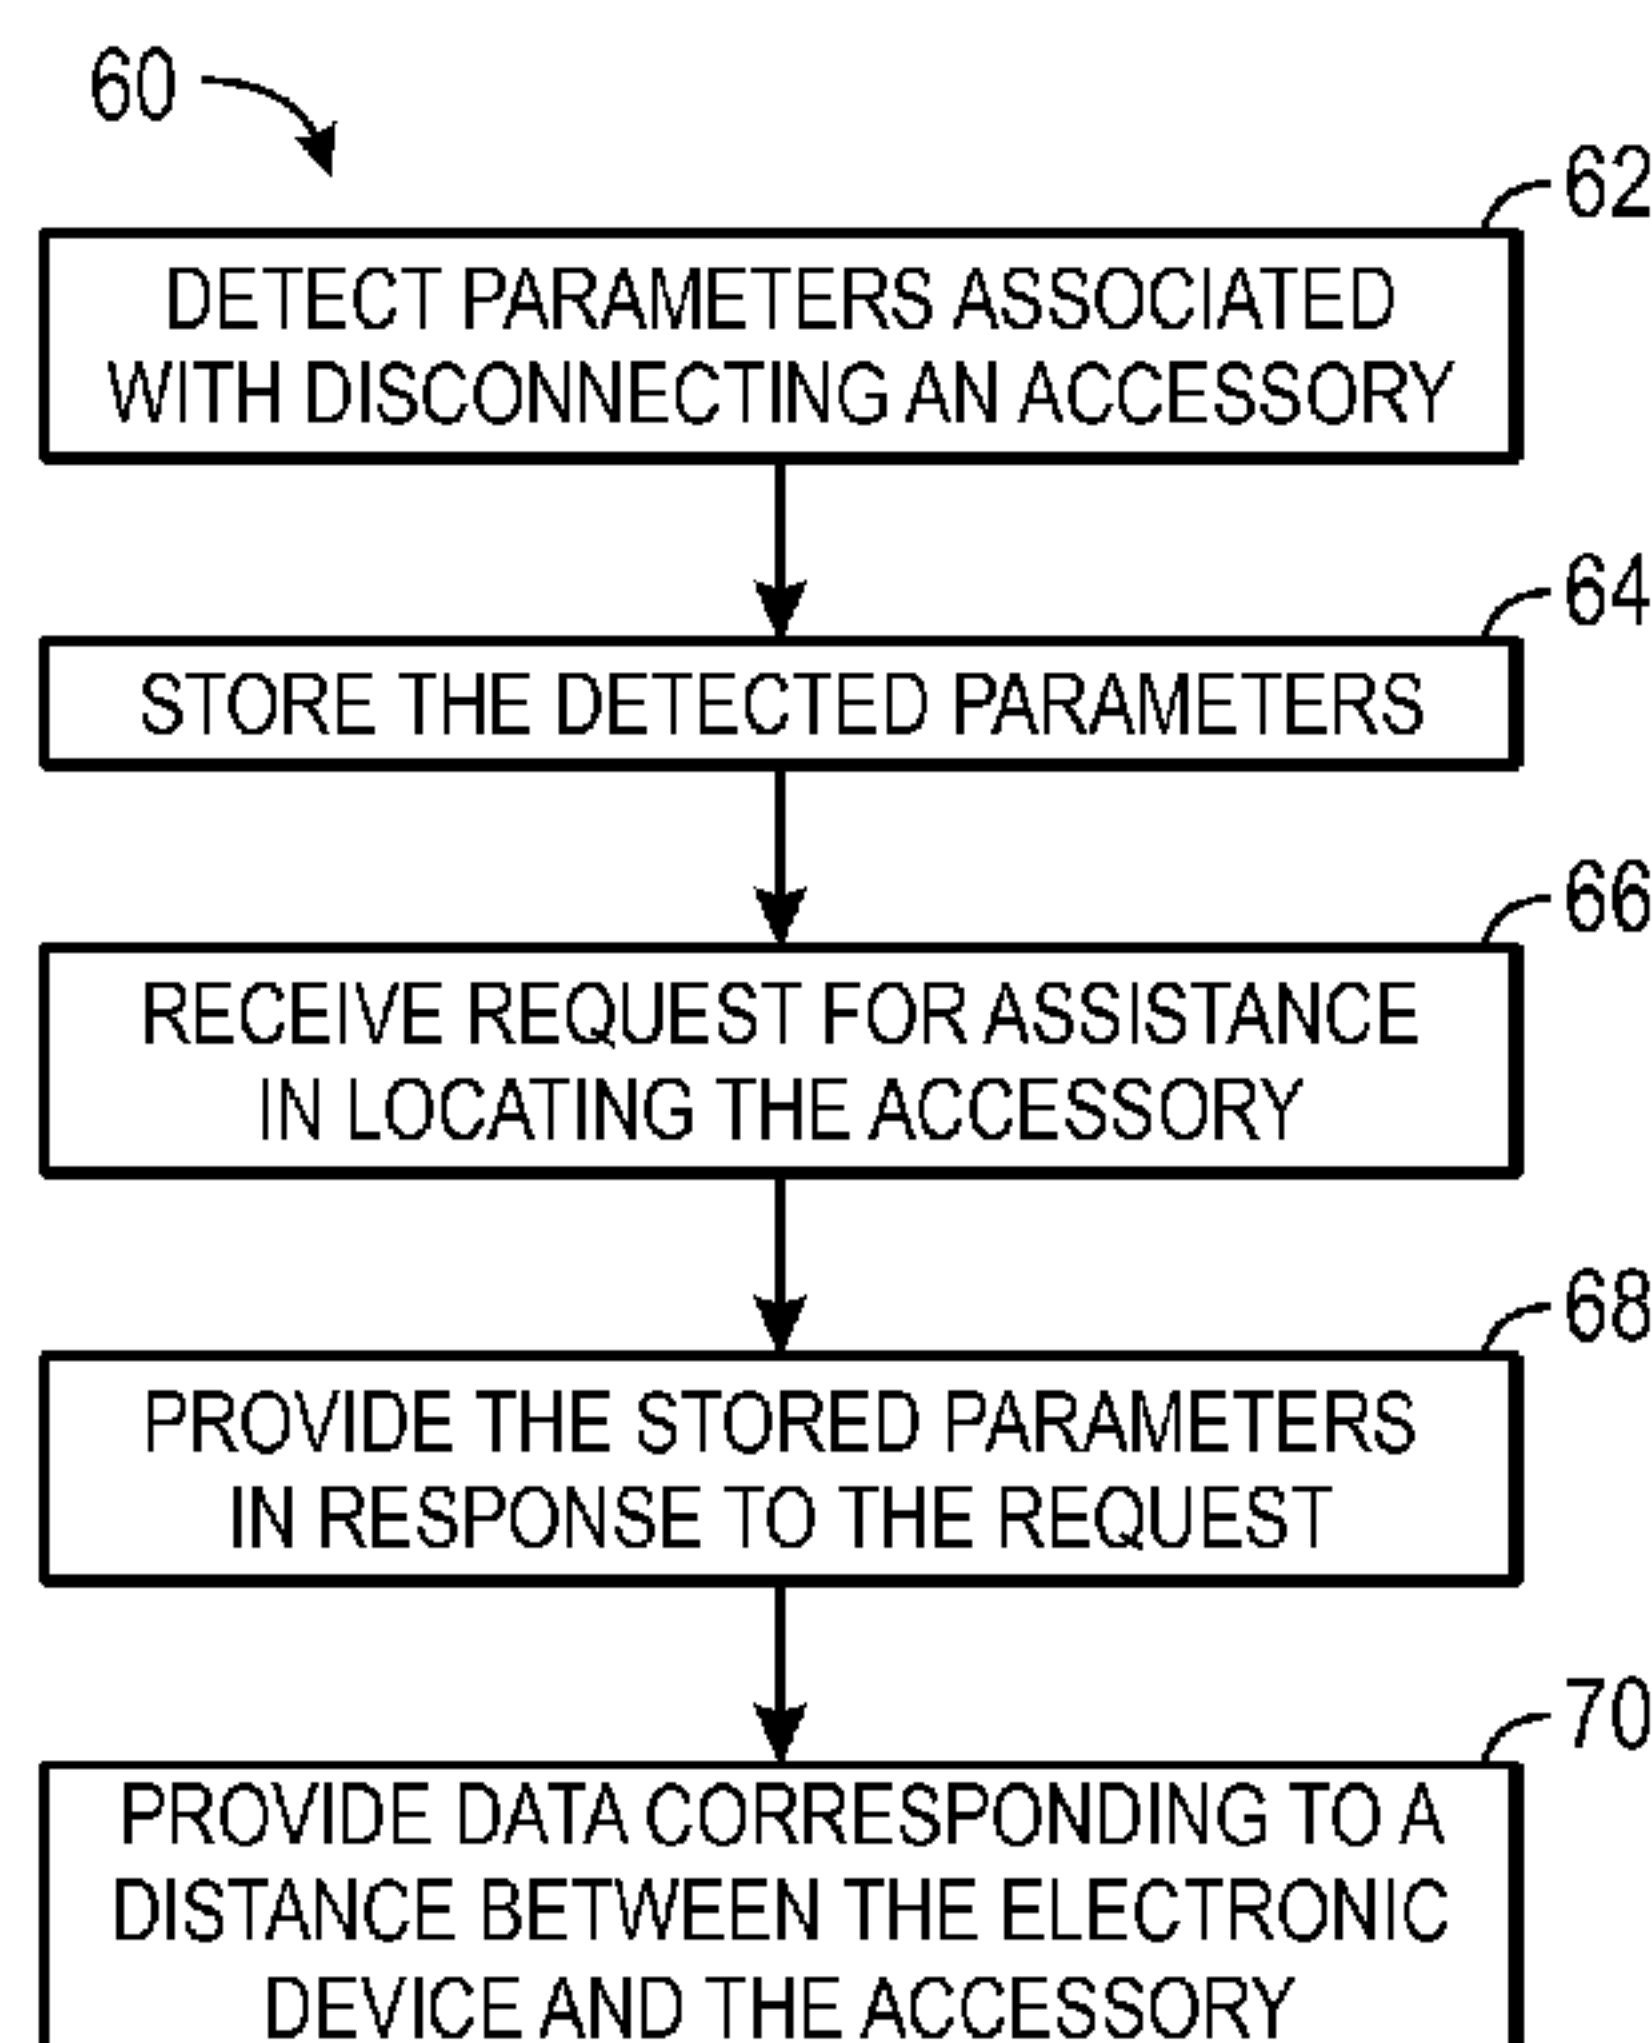 60
62
DETECT PARAMETERS ASSOCIATED
WITH DISCONNECTING AN ACCESSORY
64
STORE THE DETECTED PARAMETERS
66
RECEIVE REQUEST FOR ASSISTANCE
IN LOCATING THE ACCESSORY
68
PROVIDE THE STORED PARAMETERS
IN RESPONSE TO THE REQUEST
70
PROVIDE DATA CORRESPONDING TO A
DISTANCE BETWEEN THE ELECTRONIC
DEVICE AND THE ACCESSORY